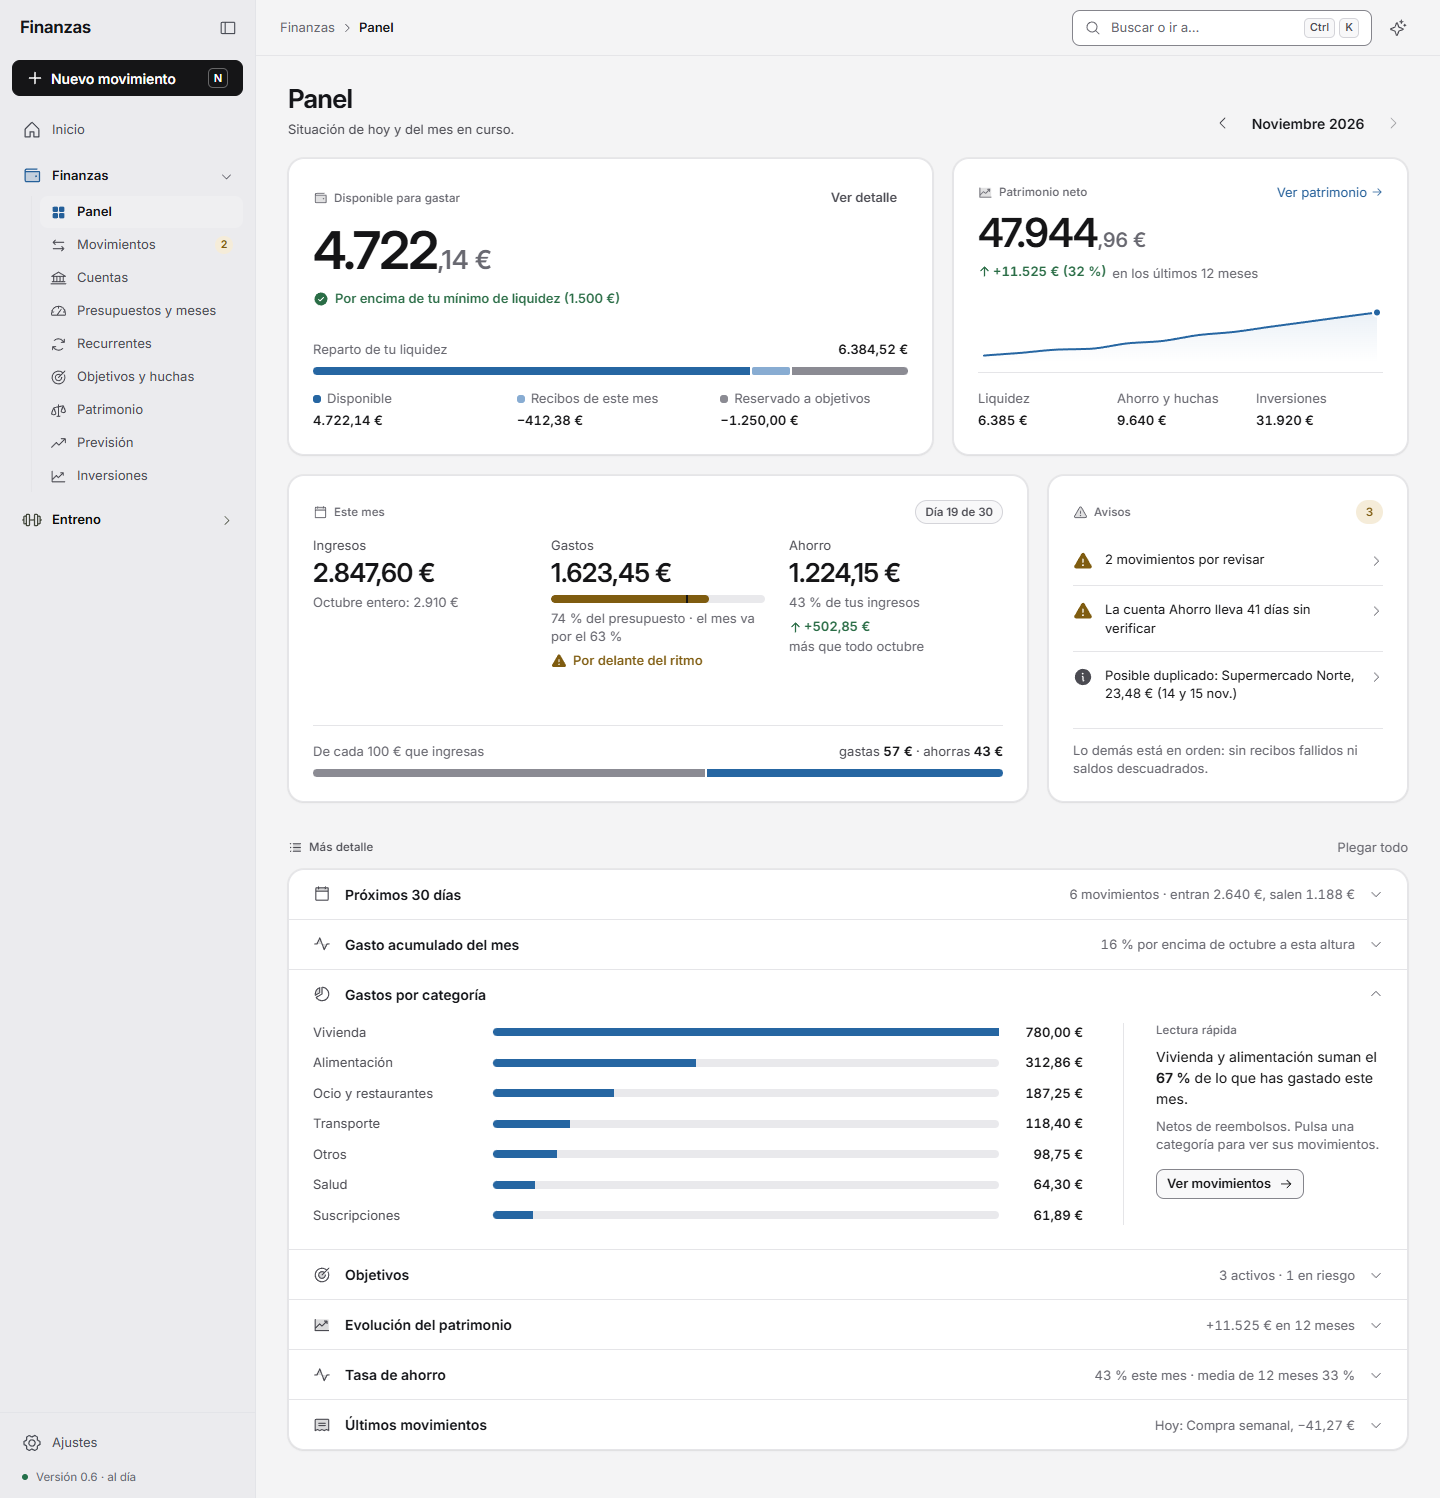 Finanzas
Nuevo movimiento N
Inicio
Finanzas
Panel
Movimientos 2
Cuentas
Presupuestos y meses
Recurrentes
Objetivos y huchas
Patrimonio
Previsión
Inversiones
Entreno
Ajustes
Versión 0.6 · al día
Finanzas > Panel
Buscar o ir a... Ctrl K
Panel
Situación de hoy y del mes en curso.
Noviembre 2026
Disponible para gastar
Ver detalle
4.722,14 €
Por encima de tu mínimo de liquidez (1.500 €)
Reparto de tu liquidez 6.384,52 €
Disponible Recibos de este mes Reservado a objetivos
4.722,14 € −412,38 € −1.250,00 €
Patrimonio neto
Ver patrimonio →
47.944,96 €
↑ +11.525 € (32 %) en los últimos 12 meses
Liquidez Ahorro y huchas Inversiones
6.385 € 9.640 € 31.920 €
Este mes
Día 19 de 30
Ingresos
2.847,60 €
Octubre entero: 2.910 €
Gastos
1.623,45 €
74 % del presupuesto · el mes va
por el 63 %
Por delante del ritmo
Ahorro
1.224,15 €
43 % de tus ingresos
↑ +502,85 €
más que todo octubre
De cada 100 € que ingresas gastas 57 € · ahorras 43 €
Avisos 3
2 movimientos por revisar
La cuenta Ahorro lleva 41 días sin
verificar
Posible duplicado: Supermercado Norte,
23,48 € (14 y 15 nov.)
Lo demás está en orden: sin recibos fallidos ni
saldos descuadrados.
Más detalle Plegar todo
Próximos 30 días 6 movimientos · entran 2.640 €, salen 1.188 €
Gasto acumulado del mes 16 % por encima de octubre a esta altura
Gastos por categoría
Vivienda 780,00 €
Alimentación 312,86 €
Ocio y restaurantes 187,25 €
Transporte 118,40 €
Otros 98,75 €
Salud 64,30 €
Suscripciones 61,89 €
Lectura rápida
Vivienda y alimentación suman el
67 % de lo que has gastado este
mes.
Netos de reembolsos. Pulsa una
categoría para ver sus movimientos.
Ver movimientos →
Objetivos 3 activos · 1 en riesgo
Evolución del patrimonio +11.525 € en 12 meses
Tasa de ahorro 43 % este mes · media de 12 meses 33 %
Últimos movimientos Hoy: Compra semanal, −41,27 €